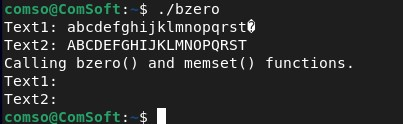 comso@ComSoft:~$ ./bzero
Text1: abcdefghijklmnopqrst�
Text2: ABCDEFGHIJKLMNOPQRST
Calling bzero() and memset() functions.
Text1:
Text2:
comso@ComSoft:~$